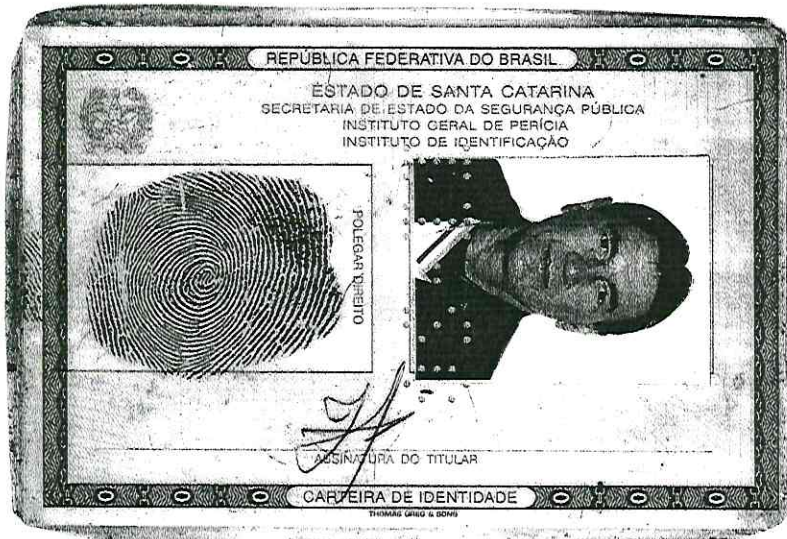 REPÚBLICA FEDERATIVA DO BRASIL
ESTADO DE SANTA CATARINA
SECRETARIA DE ESTADO DA SEGURANÇA PÚBLICA
INSTITUTO GERAL DE PERÍCIA
INSTITUTO DE IDENTIFICAÇÃO
POLEGAR DIREITO
ASSINATURA DO TITULAR
CARTEIRA DE IDENTIDADE
THOMAS GREG & SONS